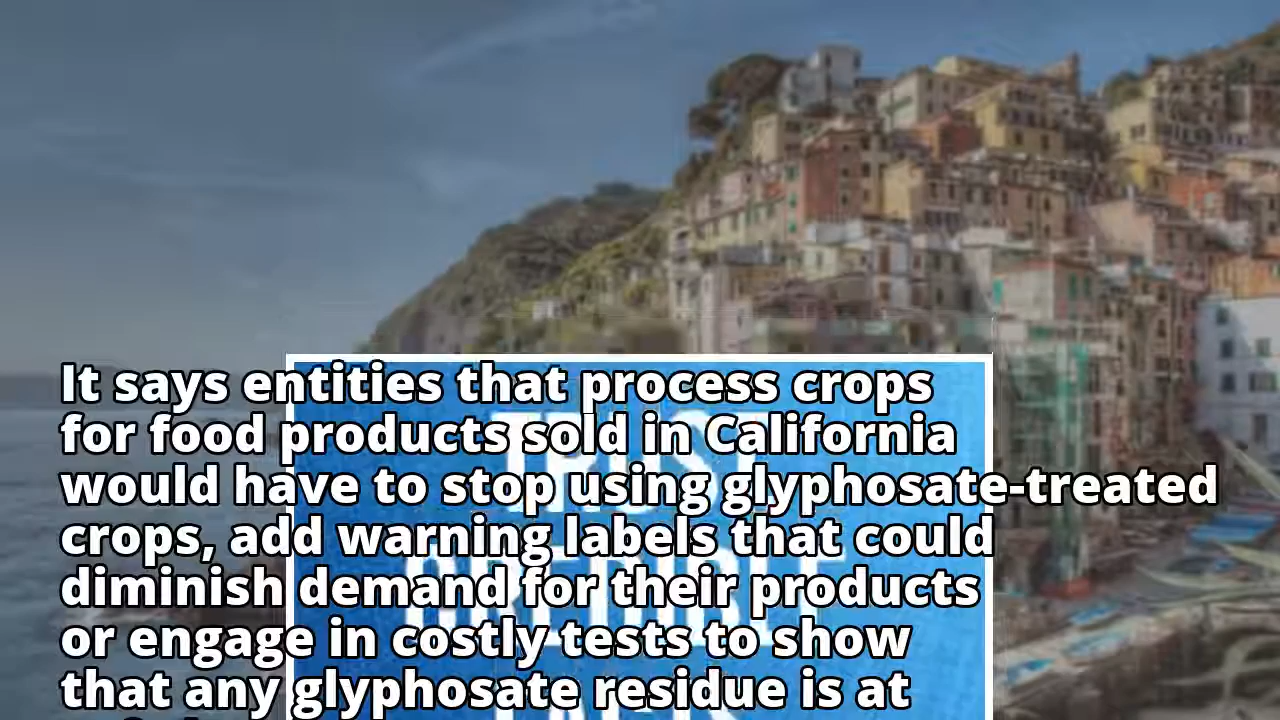 It says entities that process crops
for food products sold in California
would have to stop using glyphosate-treated
crops, add warning labels that could
diminish demand for their products
or engage in costly tests to show
that any glyphosate residue is at
TRUST